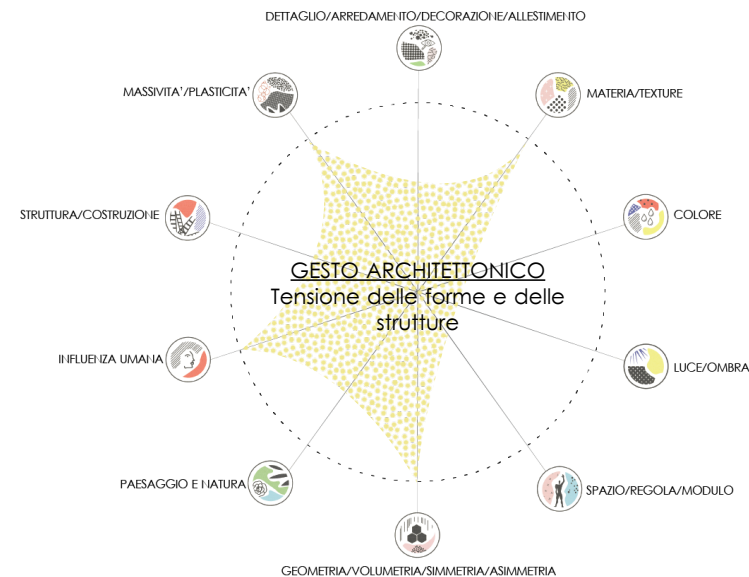 DETTAGLIO/ARREDAMENTO/DECORAZIONE/ALLESTIMENTO
MASSIVITA'/PLASTICITA'
MATERIA/TEXTURE
STRUTTURA/COSTRUZIONE
COLORE
GESTO ARCHITETTONICO
Tensione delle forme e delle
strutture
INFLUENZA UMANA
LUCE/OMBRA
PAESAGGIO E NATURA
SPAZIO/REGOLA/MODULO
GEOMETRIA/VOLUMETRIA/SIMMETRIA/ASIMMETRIA